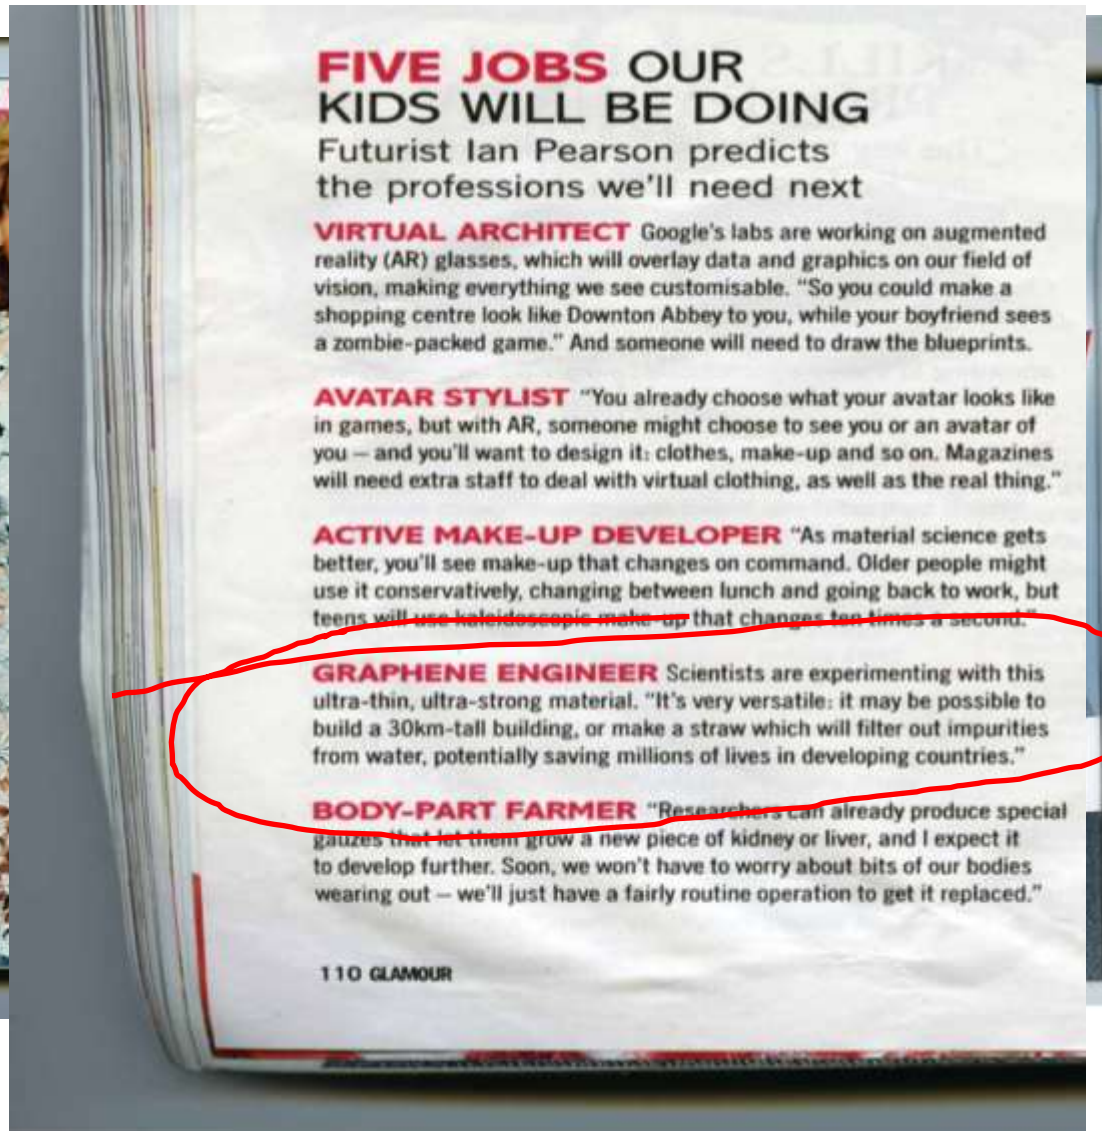 FIVE JOBS OUR
KIDS WILL BE DOING
Futurist Ian Pearson predicts
the professions we'll need next
VIRTUAL ARCHITECT Google's labs are working on augmented
reality (AR) glasses, which will overlay data and graphics on our field of
vision, making everything we see customisable. "So you could make a
shopping centre look like Downton Abbey to you, while your boyfriend sees
a zombie-packed game." And someone will need to draw the blueprints.
AVATAR STYLIST "You already choose what your avatar looks like
in games, but with AR, someone might choose to see you or an avatar of
you – and you'll want to design it: clothes, make-up and so on. Magazines
will need extra staff to deal with virtual clothing, as well as the real thing."
ACTIVE MAKE-UP DEVELOPER "As material science gets
better, you'll see make-up that changes on command. Older people might
use it conservatively, changing between lunch and going back to work, but
teens will use kaleidoscopic make-up that changes ten times a second."
GRAPHENE ENGINEER Scientists are experimenting with this
ultra-thin, ultra-strong material. "It's very versatile: it may be possible to
build a 30km-tall building, or make a straw which will filter out impurities
from water, potentially saving millions of lives in developing countries."
BODY-PART FARMER "Researchers can already produce special
gauzes that let them grow a new piece of kidney or liver, and I expect it
to develop further. Soon, we won't have to worry about bits of our bodies
wearing out – we'll just have a fairly routine operation to get it replaced."
110 GLAMOUR